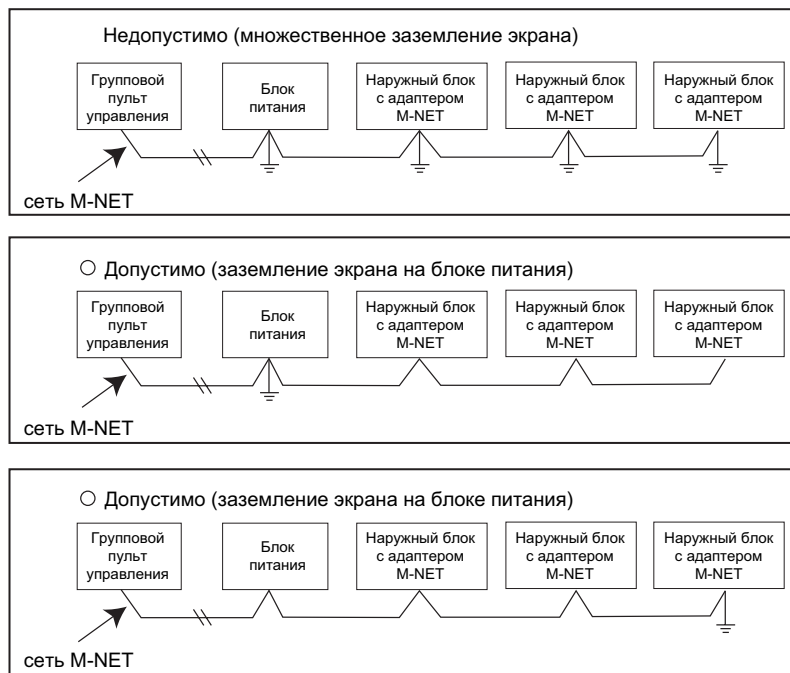 Недопустимо (множественное заземление экрана)
Групповой
пульт
управления
Блок
питания
Наружный блок
с адаптером
M-NET
Наружный блок
с адаптером
M-NET
Наружный блок
с адаптером
M-NET
сеть M-NET
Допустимо (заземление экрана на блоке питания)
Групповой
пульт
управления
Блок
питания
Наружный блок
с адаптером
M-NET
Наружный блок
с адаптером
M-NET
Наружный блок
с адаптером
M-NET
сеть M-NET
Допустимо (заземление экрана на блоке питания)
Групповой
пульт
управления
Блок
питания
Наружный блок
с адаптером
M-NET
Наружный блок
с адаптером
M-NET
Наружный блок
с адаптером
M-NET
сеть M-NET